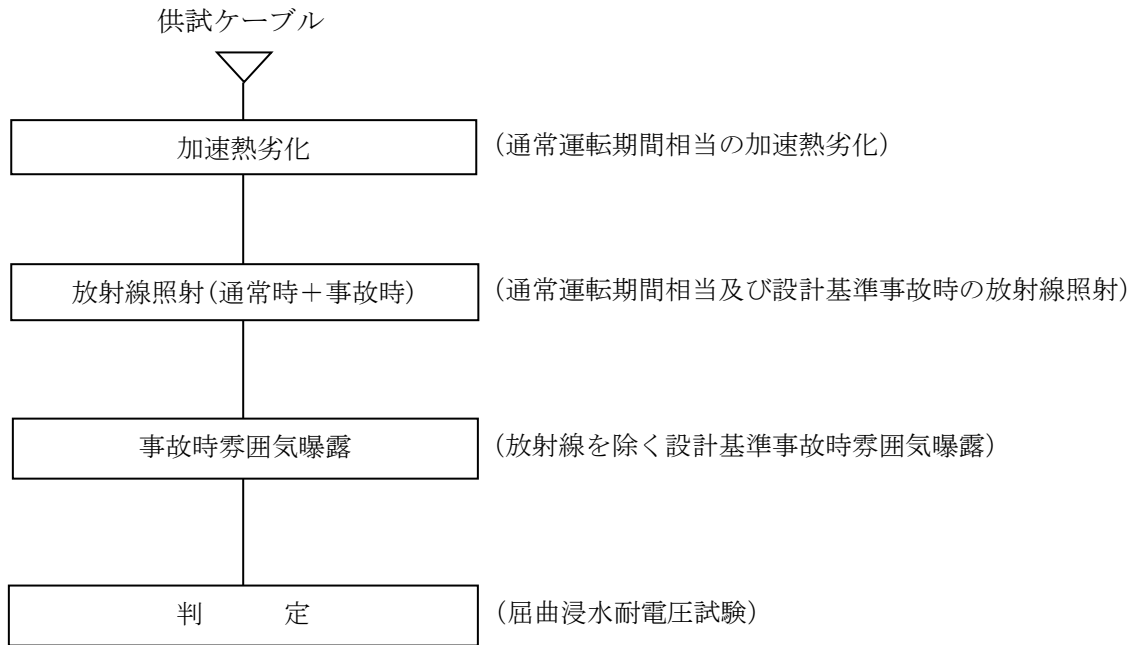 供試ケーブル
加速熱劣化 (通常運転期間相当の加速熱劣化)
放射線照射(通常時＋事故時) (通常運転期間相当及び設計基準事故時の放射線照射)
事故時雰囲気曝露 (放射線を除く設計基準事故時雰囲気曝露)
判 定 (屈曲浸水耐電圧試験)